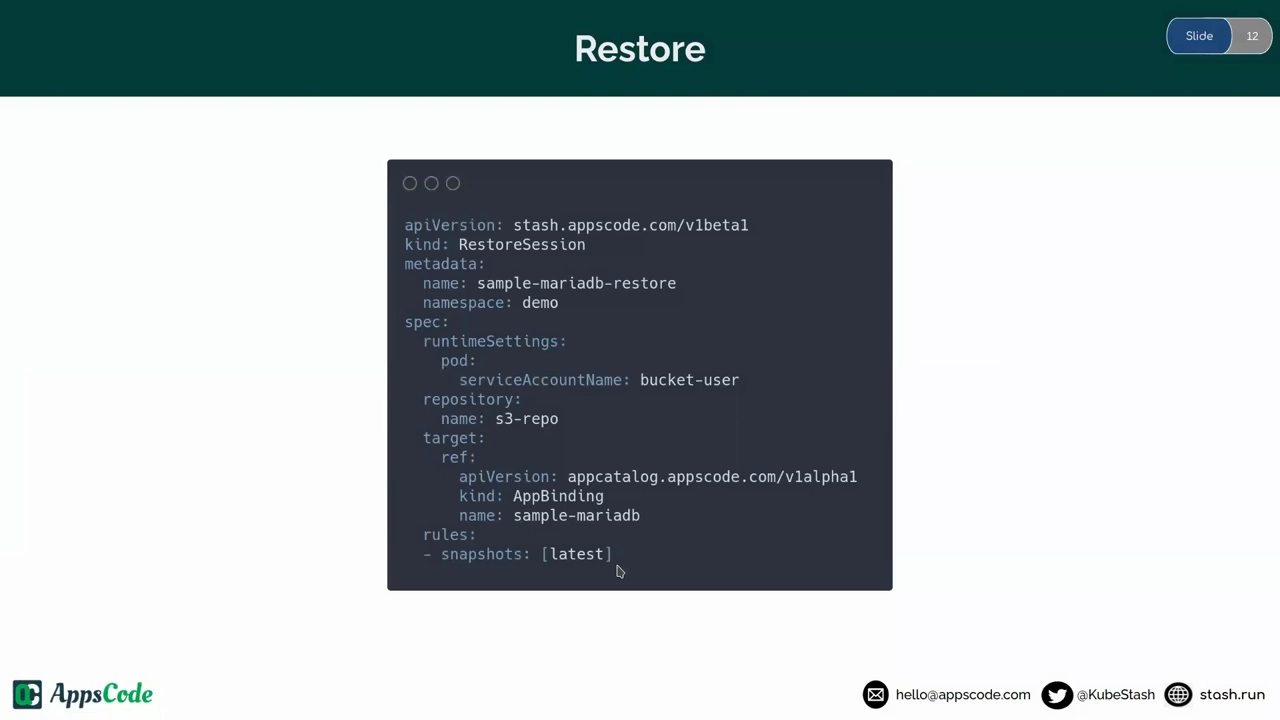 Restore
Slide 12
apiVersion: stash.appscode.com/v1beta1
kind: RestoreSession
metadata:
  name: sample-mariadb-restore
  namespace: demo
spec:
  runtimeSettings:
    pod:
      serviceAccountName: bucket-user
  repository:
    name: s3-repo
  target:
    ref:
      apiVersion: appcatalog.appscode.com/v1alpha1
      kind: AppBinding
      name: sample-mariadb
  rules:
  - snapshots: [latest]
AppsCode
hello@appscode.com @KubeStash stash.run